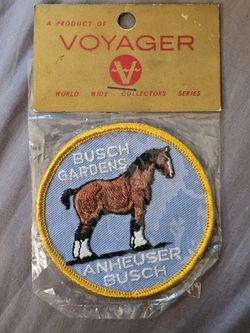 A PRODUCT OF
VOYAGER
V
WORLD WIDE COLLECTORS SERIES
BUSCH
GARDENS
ANHEUSER
BUSCH